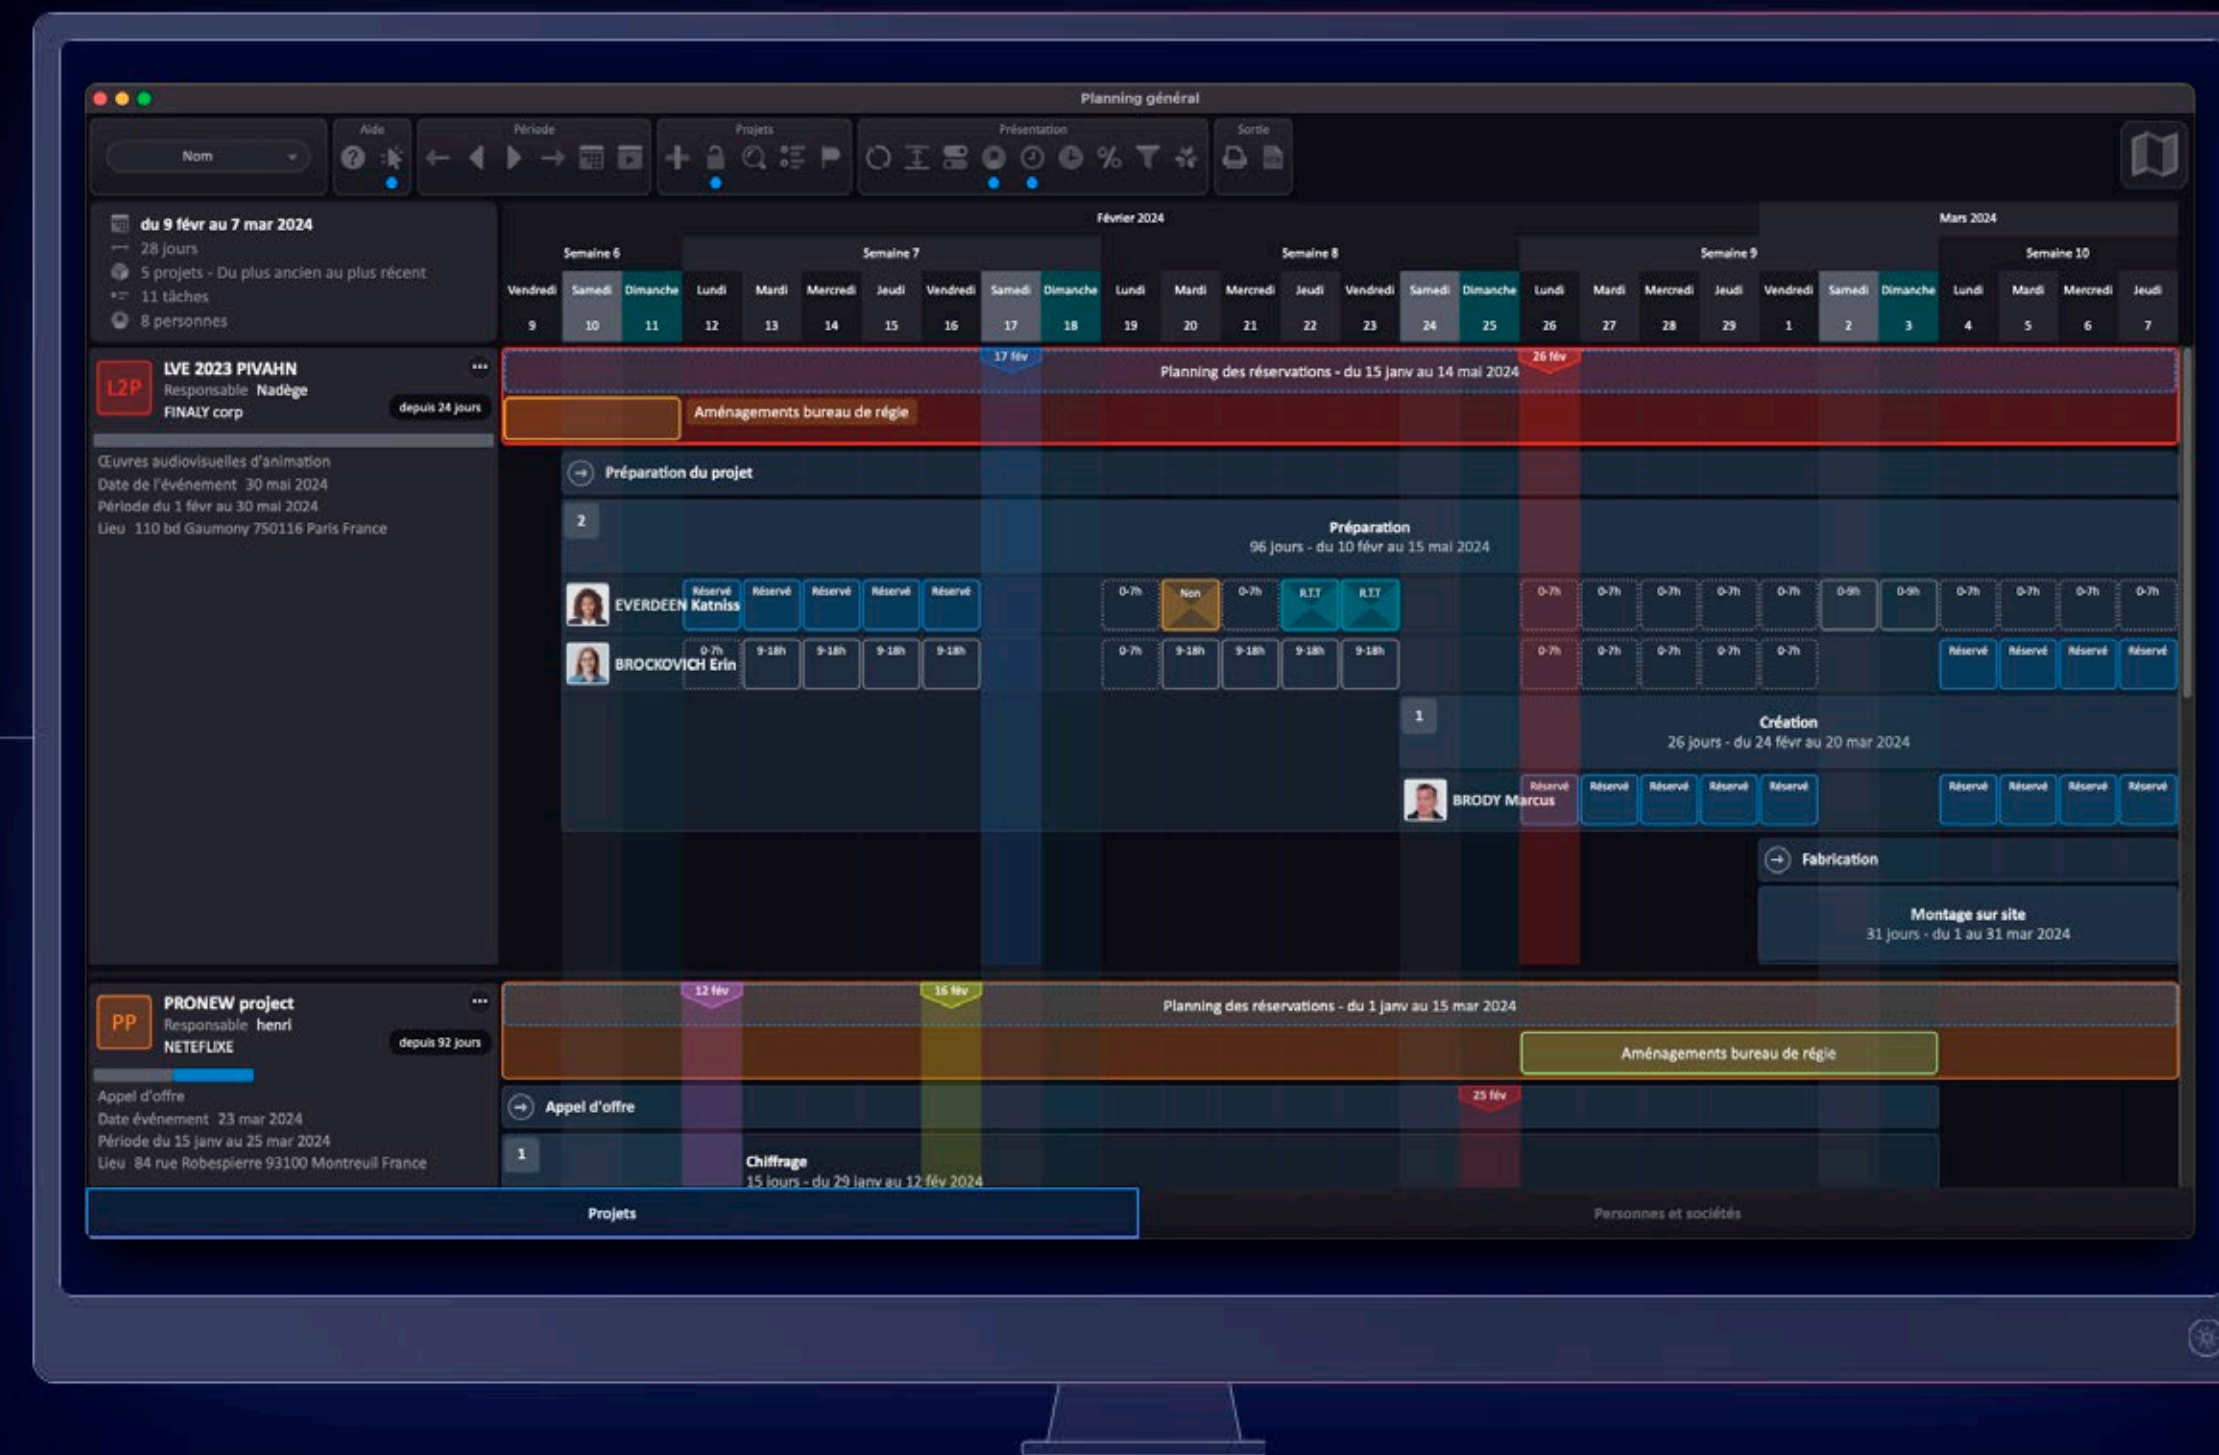 Planning général
Nom
Aide
Période
Projets
Présentation
Sortie
du 9 févr au 7 mar 2024
28 jours
5 projets - Du plus ancien au plus récent
11 tâches
8 personnes
Février 2024 Mars 2024
Semaine 6 Semaine 7 Semaine 8 Semaine 9 Semaine 10
Vendredi Samedi Dimanche Lundi Mardi Mercredi Jeudi Vendredi Samedi Dimanche Lundi Mardi Mercredi Jeudi Vendredi Samedi Dimanche Lundi Mardi Mercredi Jeudi Vendredi Samedi Dimanche Lundi Mardi Mercredi Jeudi
9 10 11 12 13 14 15 16 17 18 19 20 21 22 23 24 25 26 27 28 29 1 2 3 4 5 6 7
L2P
LVE 2023 PIVAHN
Responsable Nadège
FINALY corp
depuis 24 jours
Œuvres audiovisuelles d'animation
Date de l'événement 30 mai 2024
Période du 1 févr au 30 mai 2024
Lieu 110 bd Gaumony 750116 Paris France
17 fév
Planning des réservations - du 15 janv au 14 mai 2024
26 fév
Aménagements bureau de régie
Préparation du projet
2
Préparation
96 jours - du 10 févr au 15 mai 2024
EVERDEEN Katniss
Réservé Réservé Réservé Réservé Réservé 0-7h Non 0-7h R.T.T R.T.T 0-7h 0-7h 0-7h 0-7h 0-7h 0-9h 0-9h 0-7h 0-7h 0-7h 0-7h
BROCKOVICH Erin
0-7h 9-18h 9-18h 9-18h 9-18h 0-7h 9-18h 9-18h 9-18h 9-18h 0-7h 0-7h 0-7h 0-7h 0-7h Réservé Réservé Réservé Réservé
1
Création
26 jours - du 24 févr au 20 mar 2024
BRODY Marcus
Réservé Réservé Réservé Réservé Réservé Réservé Réservé Réservé Réservé
Fabrication
Montage sur site
31 jours - du 1 au 31 mar 2024
PP
PRONEW project
Responsable henri
NETEFLIXE
depuis 92 jours
Appel d'offre
Date événement 23 mar 2024
Période du 15 janv au 25 mar 2024
Lieu 84 rue Robespierre 93100 Montreuil France
12 fév
16 fév
Planning des réservations - du 1 janv au 15 mar 2024
Aménagements bureau de régie
Appel d'offre
25 fév
1
Chiffrage
15 jours - du 29 janv au 12 fév 2024
Projets
Personnes et sociétés